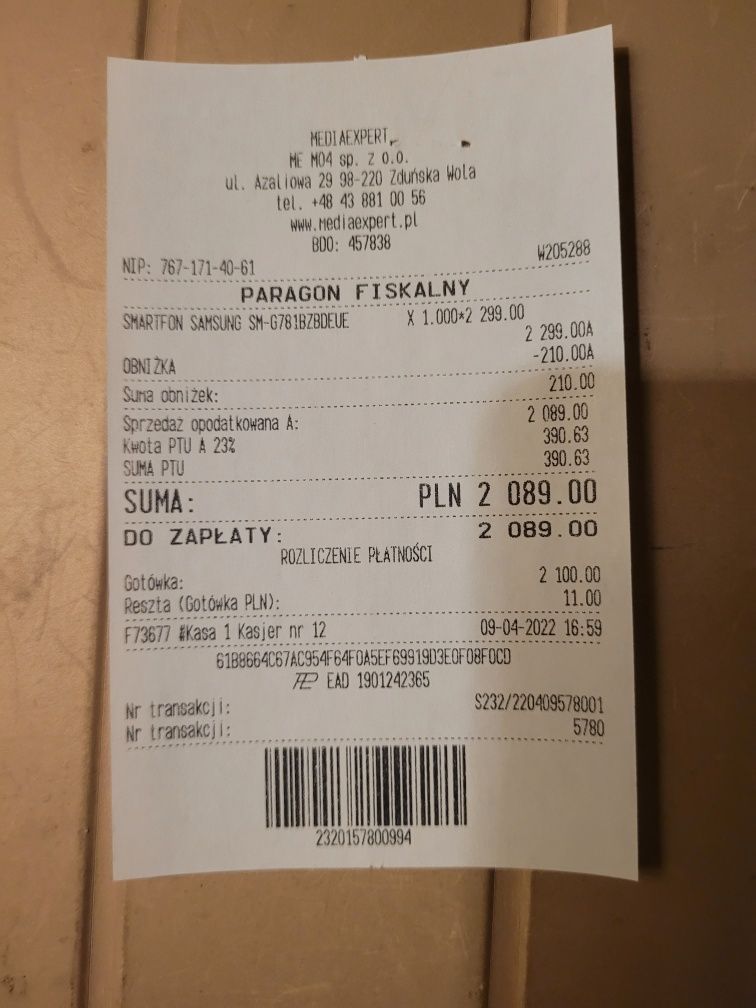 MEDIAEXPERT
ME M04 sp. z o.o.
ul. Azaliowa 29 98-220 Zduńska Wola
tel. +48 43 881 00 56
www.mediaexpert.pl
BDO: 457838
NIP: 767-171-40-61 W205288
PARAGON FISKALNY
SMARTFON SAMSUNG SM-G781BZBDEUE X 1.000*2 299.00
2 299.00A
OBNIŻKA -210.00A
Suma obniżek: 210.00
Sprzedaż opodatkowana A: 2 089.00
Kwota PTU A 23% 390.63
SUMA PTU 390.63
SUMA: PLN 2 089.00
DO ZAPŁATY: 2 089.00
ROZLICZENIE PŁATNOŚCI
Gotówka: 2 100.00
Reszta (Gotówka PLN): 11.00
F73677 #Kasa 1 Kasjer nr 12 09-04-2022 16:59
61B8664C67AC954F64F0A5EF69919D3E0F08F0CD
EAD 1901242365
Nr transakcji: S232/220409578001
Nr transakcji: 5780
2320157800994